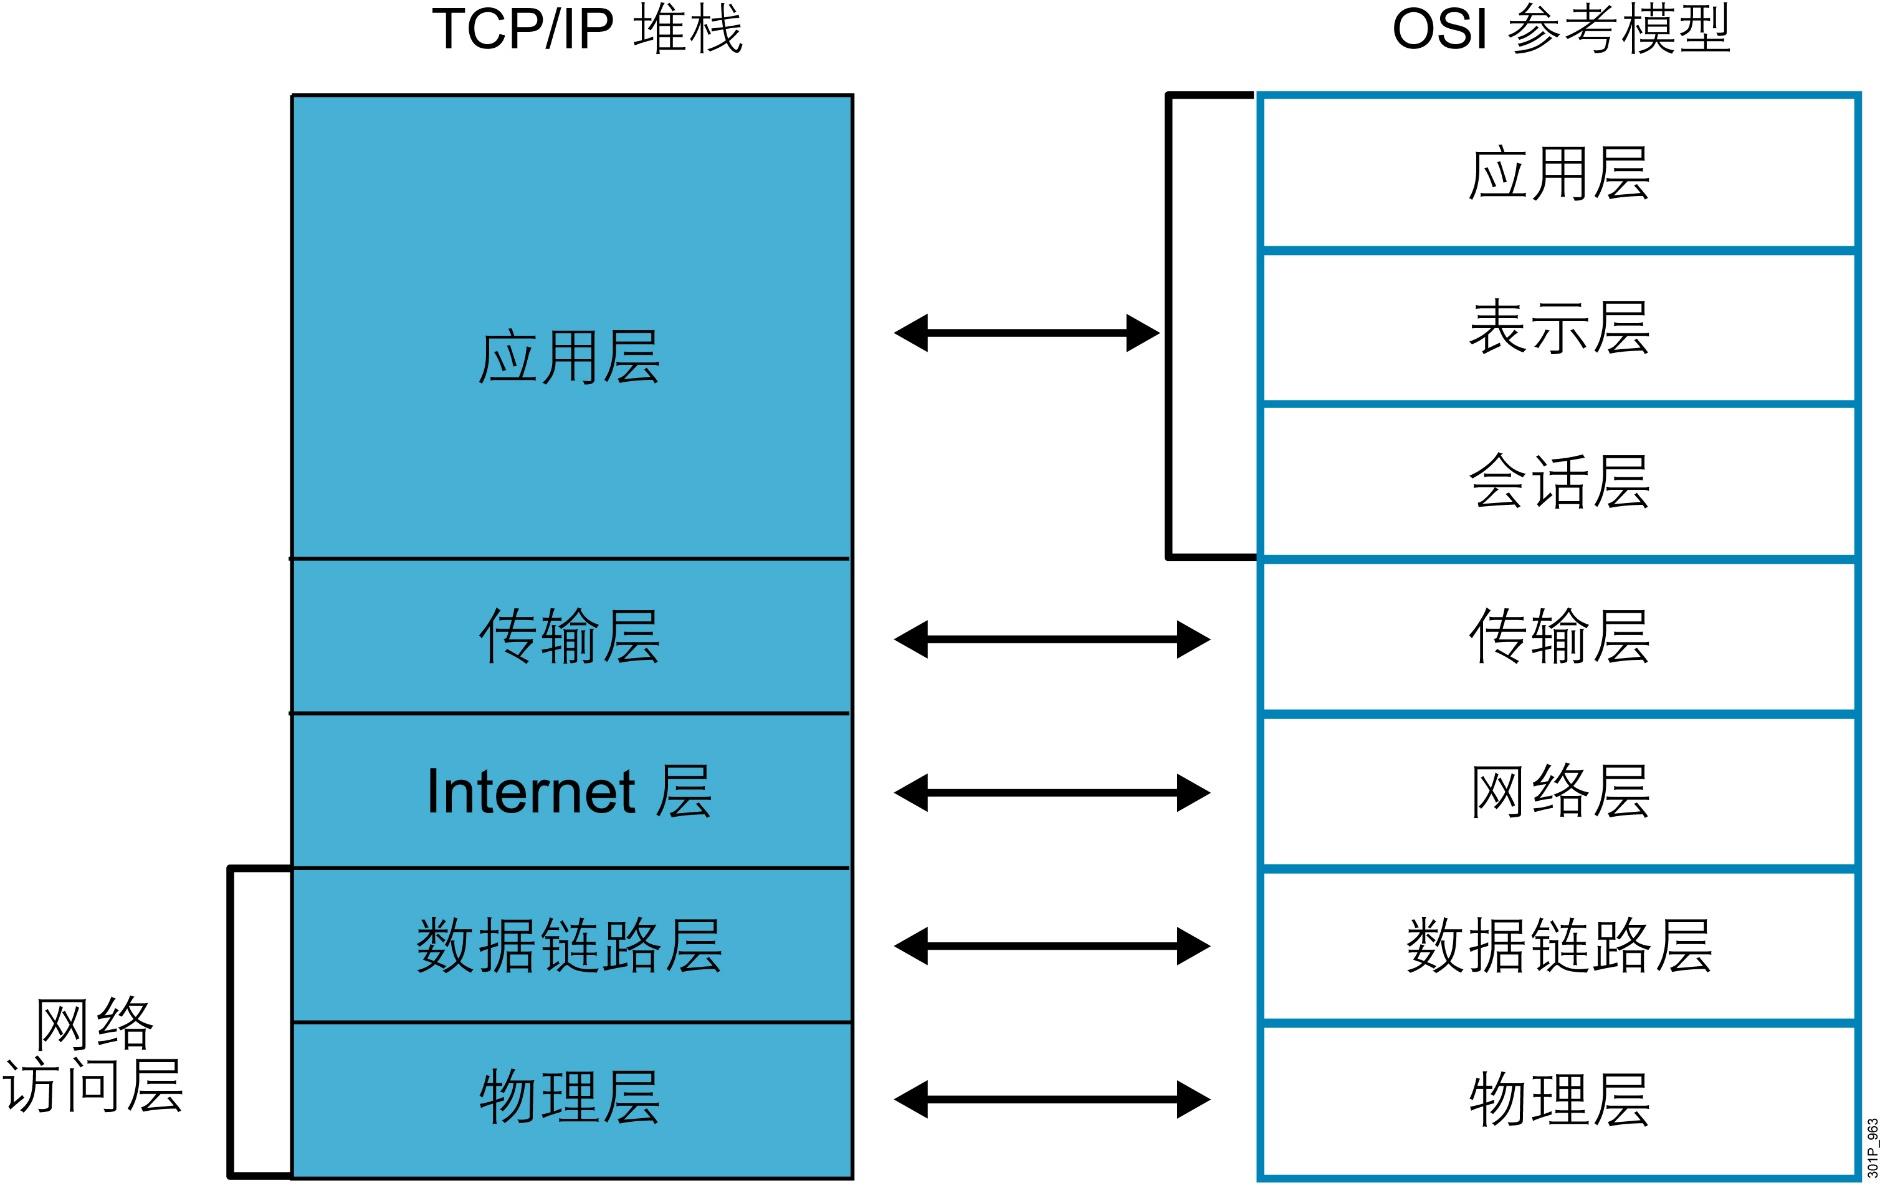 TCP/IP 堆栈
OSI 参考模型
应用层
传输层
Internet 层
数据链路层
物理层
网络
访问层
应用层
表示层
会话层
传输层
网络层
数据链路层
物理层
301P_963